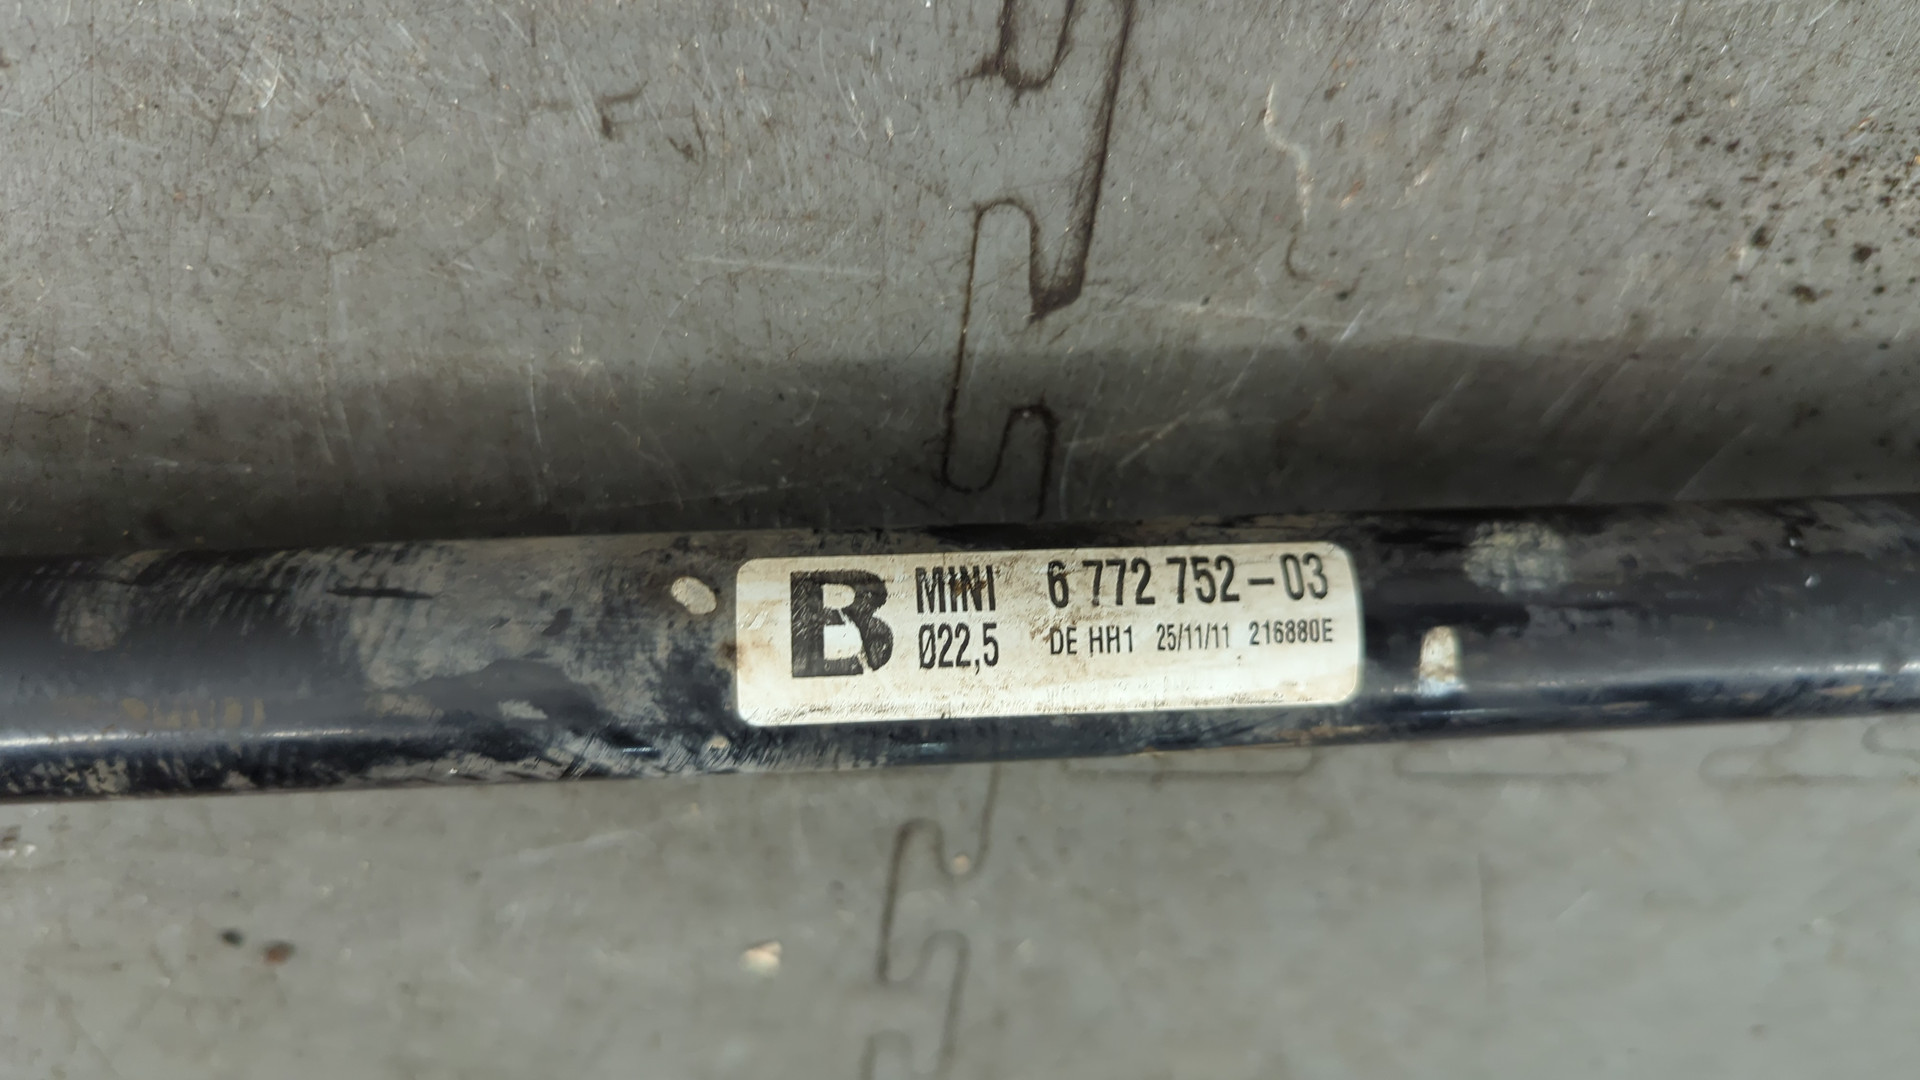 B MINI 6 772 752-03
Ø22,5 DE HH1 25/11/11 216880E